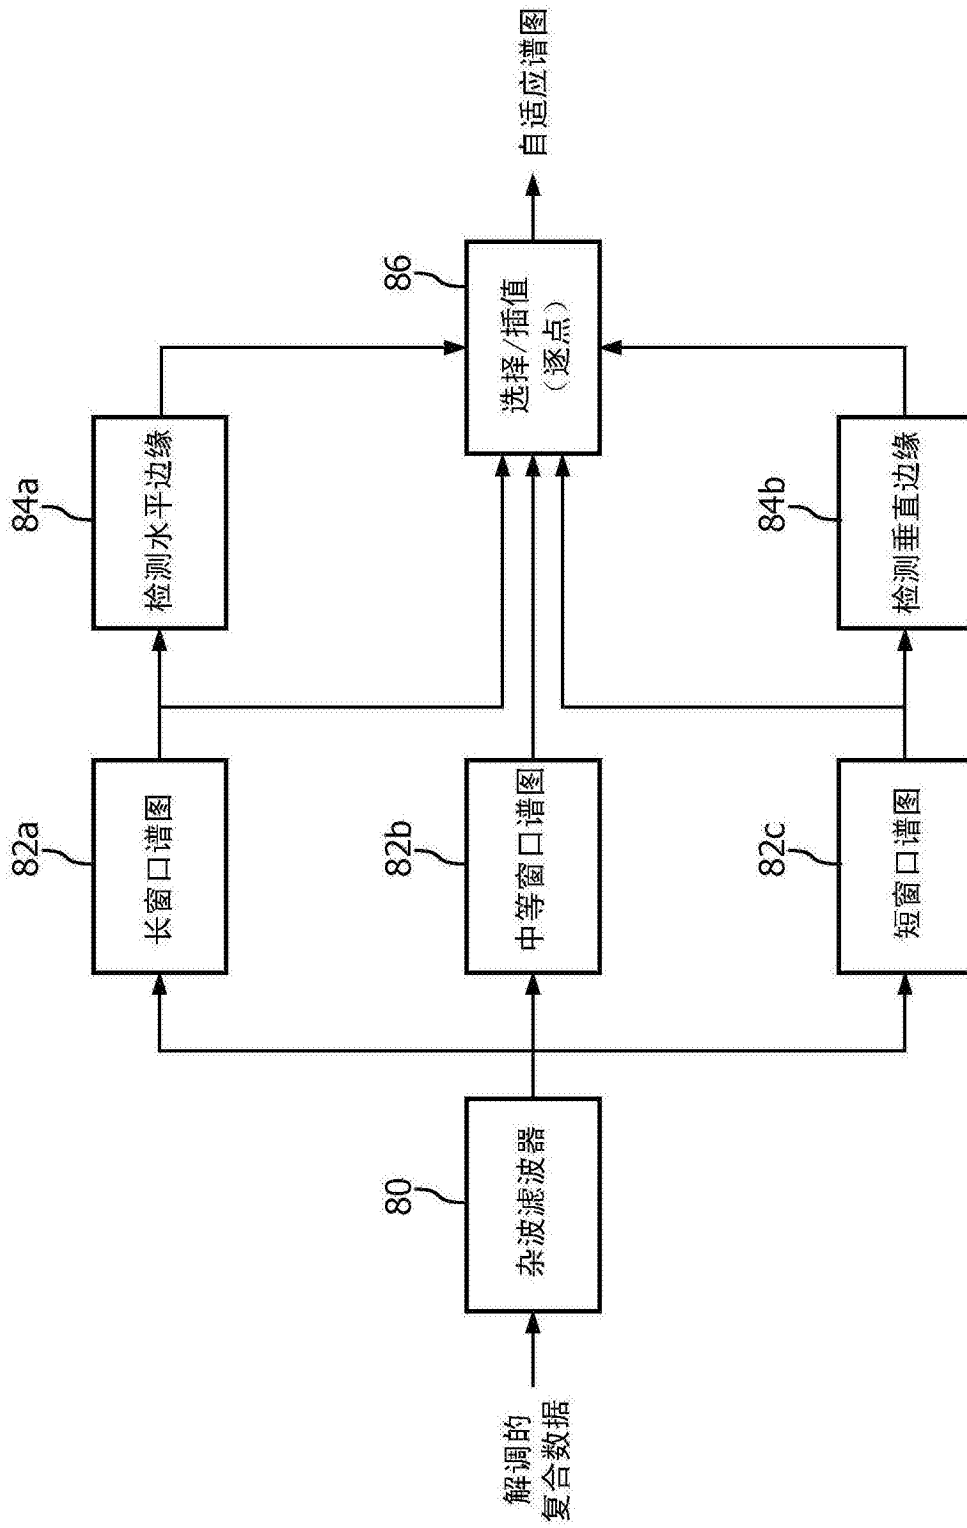 解调的
复合数据
80
杂波滤波器
82a
长窗口谱图
82b
中等窗口谱图
82c
短窗口谱图
84a
检测水平边缘
84b
检测垂直边缘
86
选择/插值
（逐点）
自适应谱图